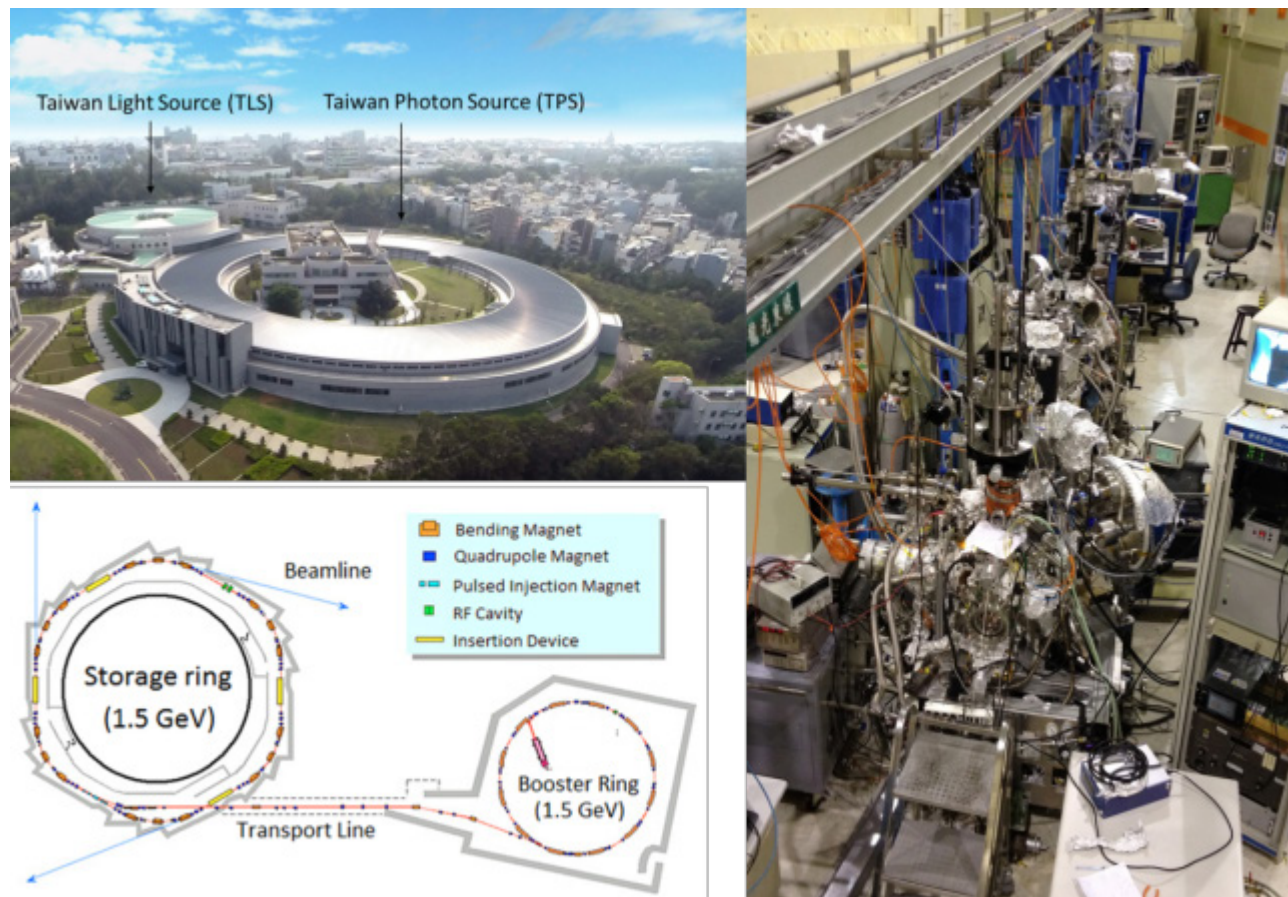 Taiwan Light Source (TLS)
Taiwan Photon Source (TPS)
Bending Magnet
Quadrupole Magnet
Pulsed Injection Magnet
RF Cavity
Insertion Device
Beamline
Storage ring
(1.5 GeV)
Booster Ring
(1.5 GeV)
Transport Line